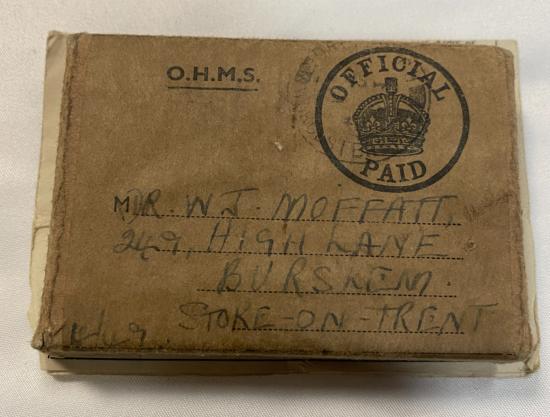 O.H.M.S.
OFFICIAL
PAID
MR. W J. MOFFATT,
249, HIGH LANE
BURSLEM.
STOKE-ON-TRENT